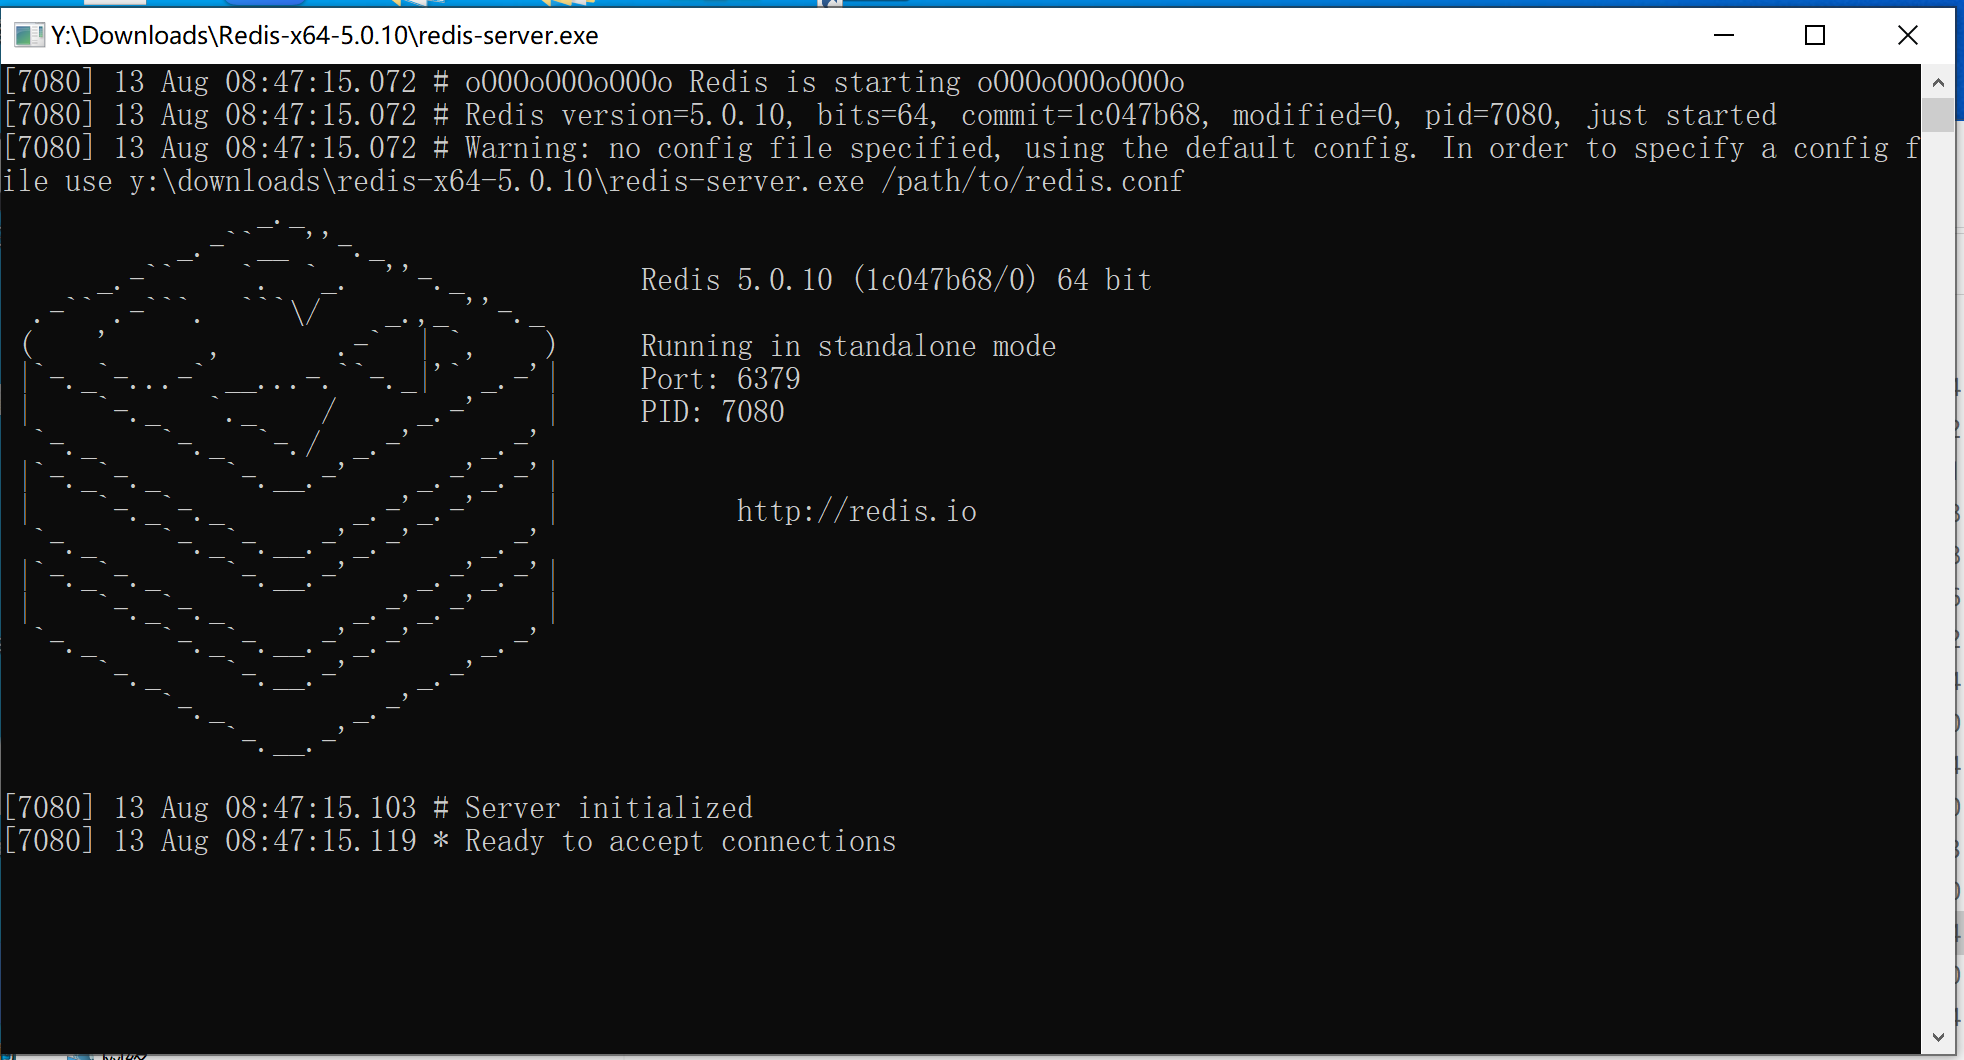 Y:\Downloads\Redis-x64-5.0.10\redis-server.exe
[7080] 13 Aug 08:47:15.072 # oO0OoO0OoO0Oo Redis is starting oO0OoO0OoO0Oo
[7080] 13 Aug 08:47:15.072 # Redis version=5.0.10, bits=64, commit=1c047b68, modified=0, pid=7080, just started
[7080] 13 Aug 08:47:15.072 # Warning: no config file specified, using the default config. In order to specify a config f
ile use y:\downloads\redis-x64-5.0.10\redis-server.exe /path/to/redis.conf
Redis 5.0.10 (1c047b68/0) 64 bit
Running in standalone mode
Port: 6379
PID: 7080
http://redis.io
[7080] 13 Aug 08:47:15.103 # Server initialized
[7080] 13 Aug 08:47:15.119 * Ready to accept connections